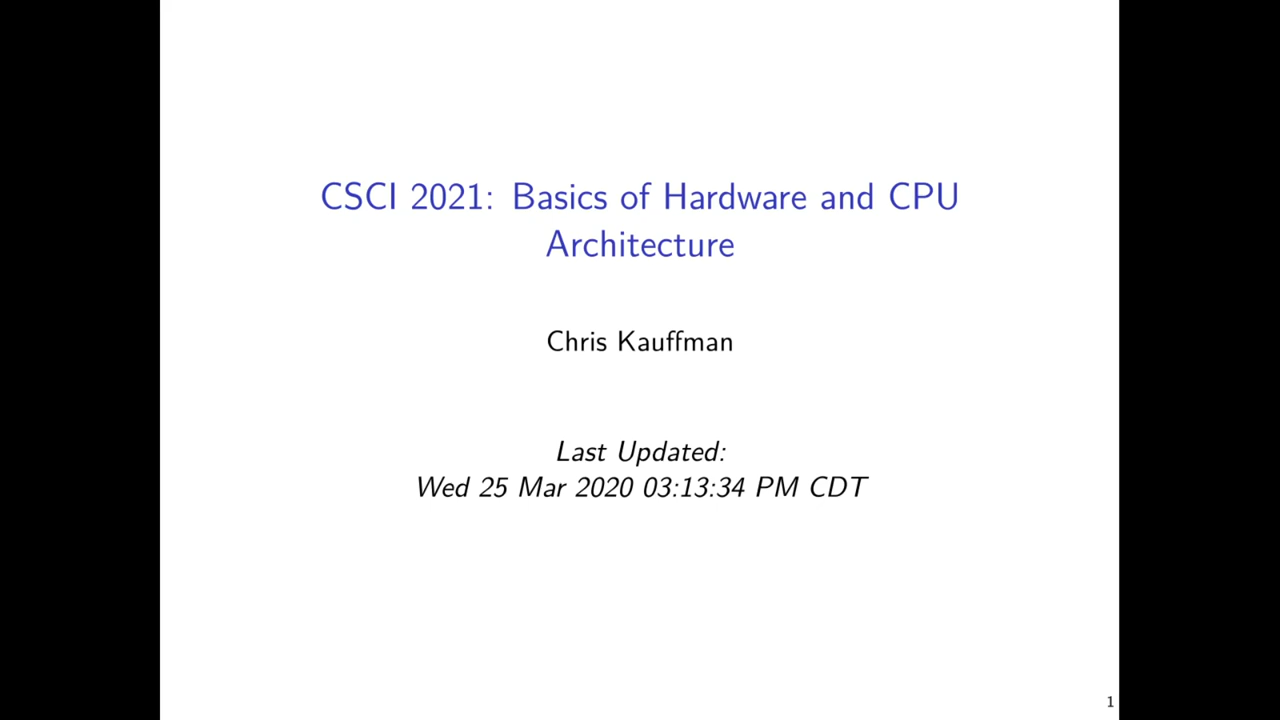 CSCI 2021: Basics of Hardware and CPU
Architecture
Chris Kauffman
Last Updated:
Wed 25 Mar 2020 03:13:34 PM CDT
1